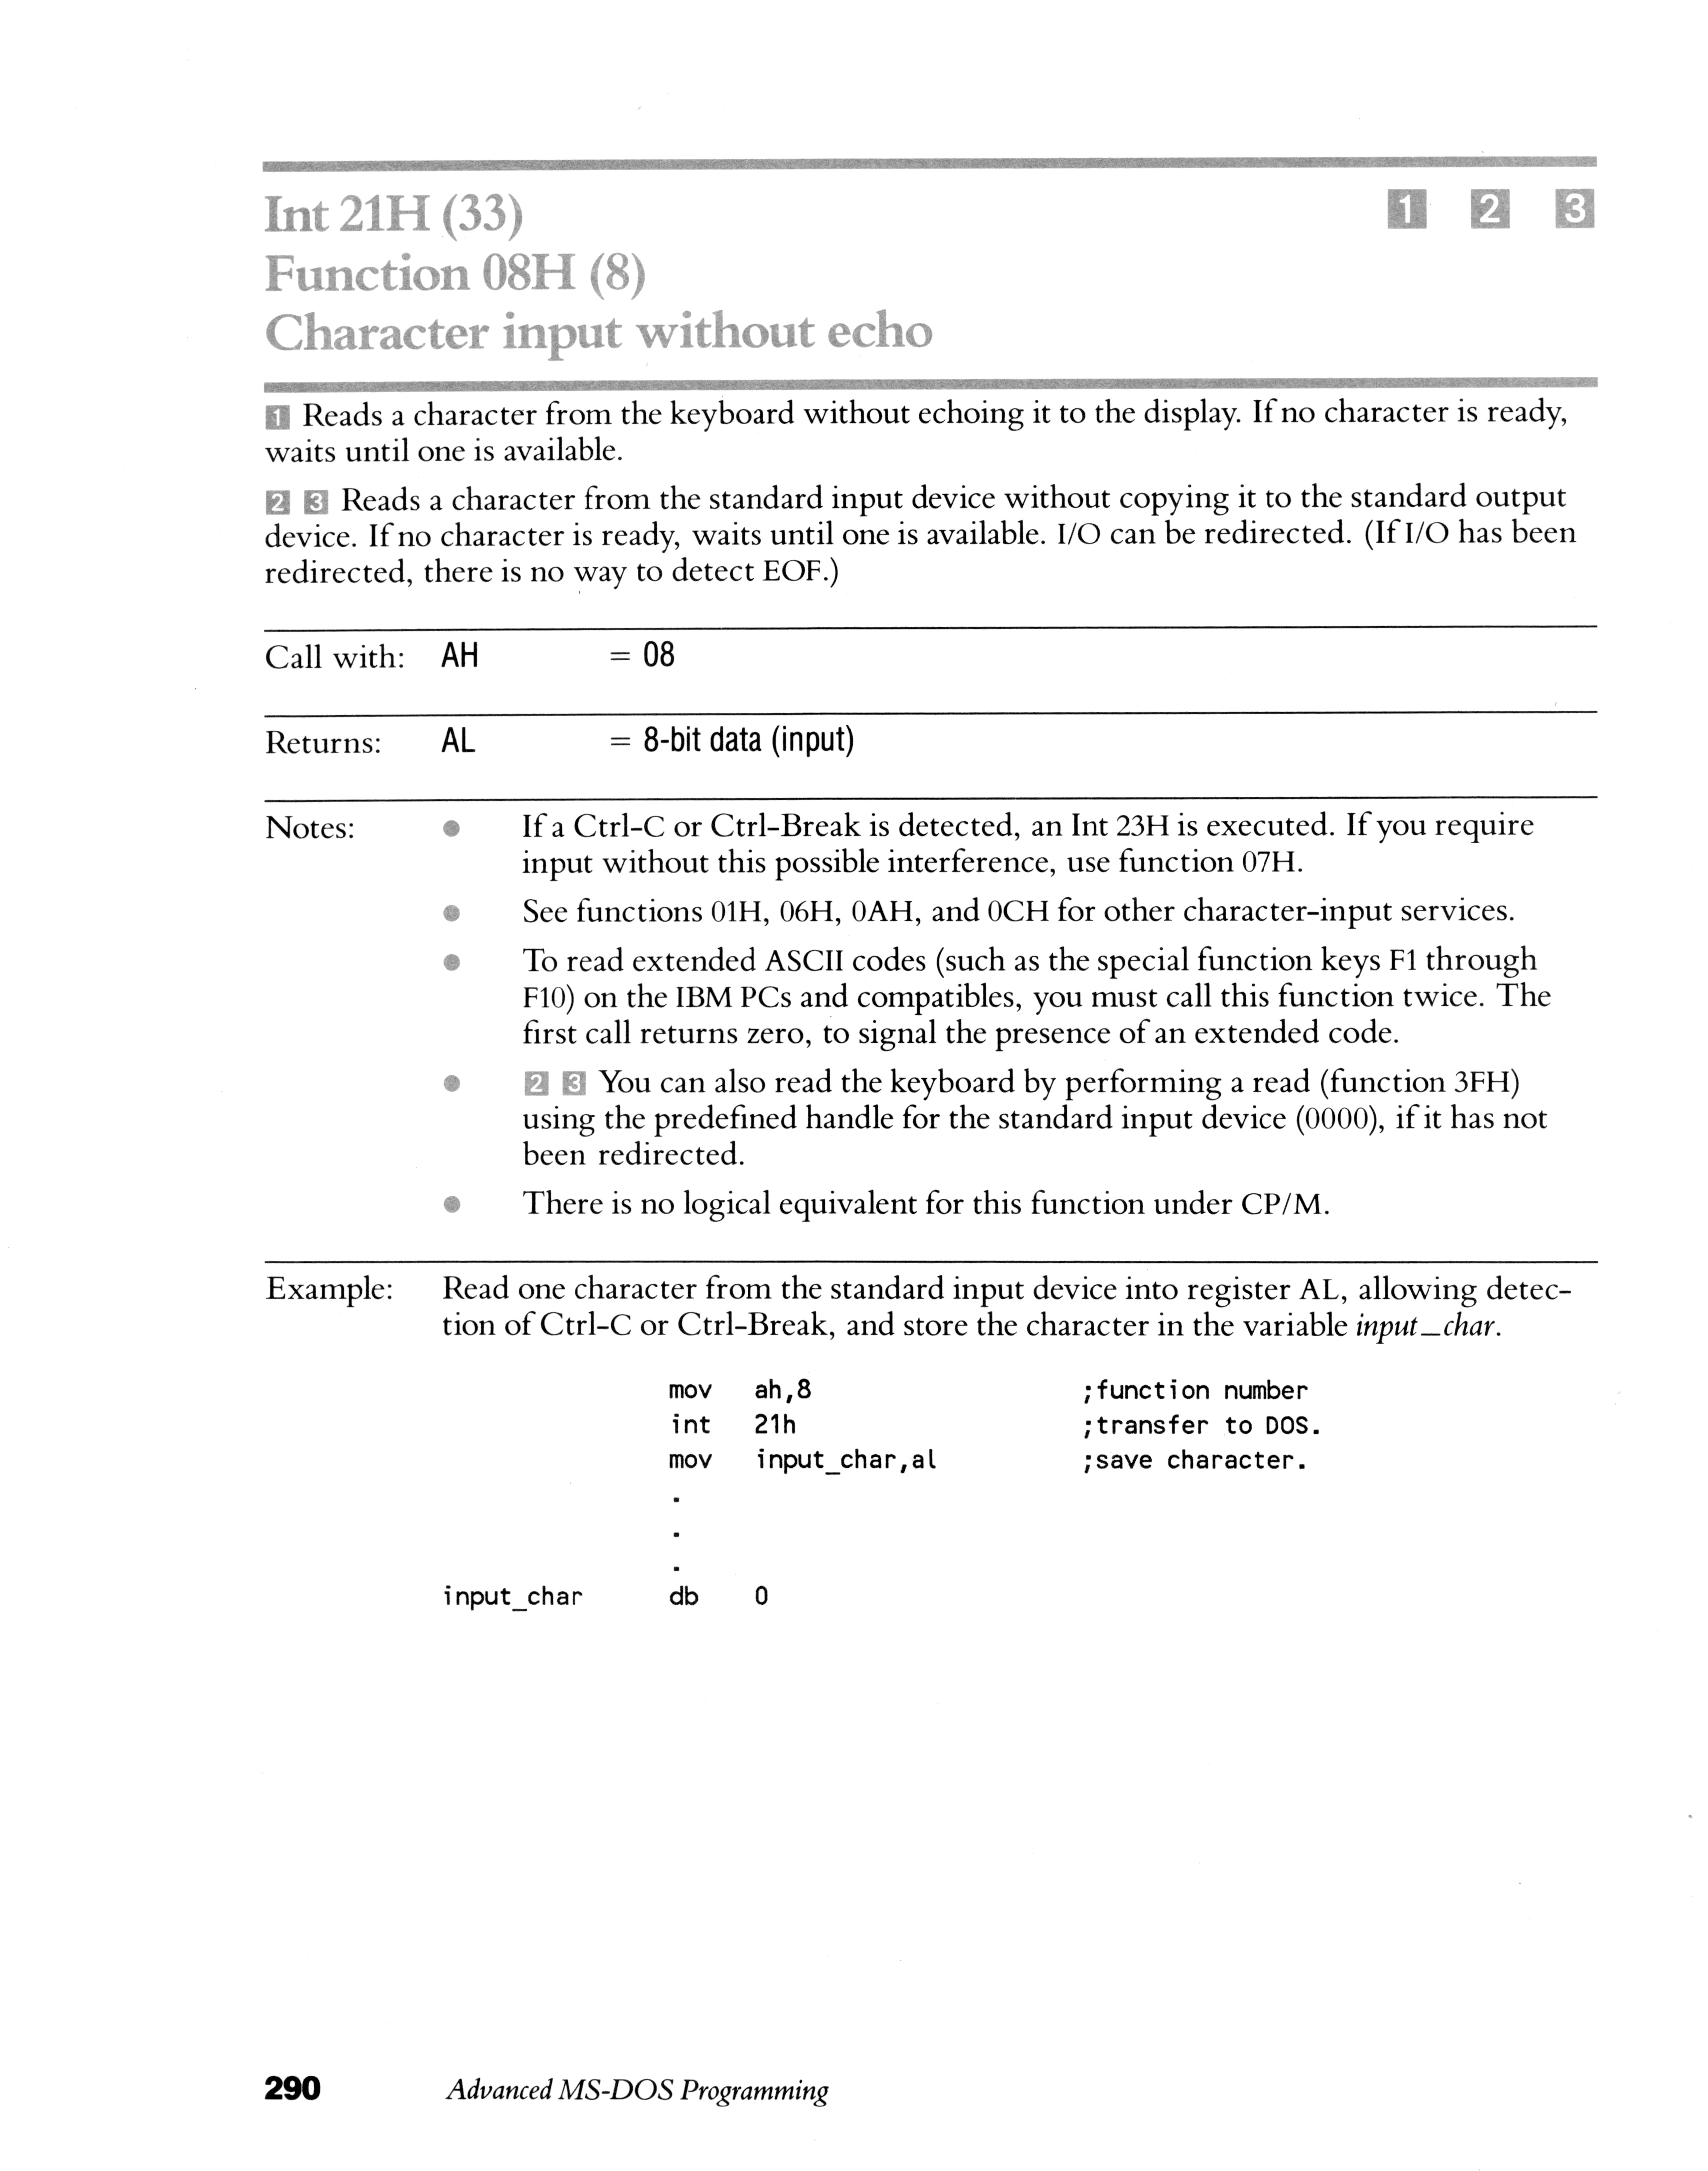 Int 21H (33) 1 2 3
Function 08H (8)
Character input without echo
1 Reads a character from the keyboard without echoing it to the display. If no character is ready,
waits until one is available.
2 3 Reads a character from the standard input device without copying it to the standard output
device. If no character is ready, waits until one is available. I/O can be redirected. (If I/O has been
redirected, there is no way to detect EOF.)
Call with: AH = 08
Returns: AL = 8-bit data (input)
Notes: ● If a Ctrl-C or Ctrl-Break is detected, an Int 23H is executed. If you require
input without this possible interference, use function 07H.
● See functions 01H, 06H, 0AH, and 0CH for other character-input services.
● To read extended ASCII codes (such as the special function keys F1 through
F10) on the IBM PCs and compatibles, you must call this function twice. The
first call returns zero, to signal the presence of an extended code.
● 2 3 You can also read the keyboard by performing a read (function 3FH)
using the predefined handle for the standard input device (0000), if it has not
been redirected.
● There is no logical equivalent for this function under CP/M.
Example: Read one character from the standard input device into register AL, allowing detec-
tion of Ctrl-C or Ctrl-Break, and store the character in the variable input_char.
mov ah,8 ;function number
int 21h ;transfer to DOS.
mov input_char,al ;save character.
.
.
.
input_char db 0
290 Advanced MS-DOS Programming